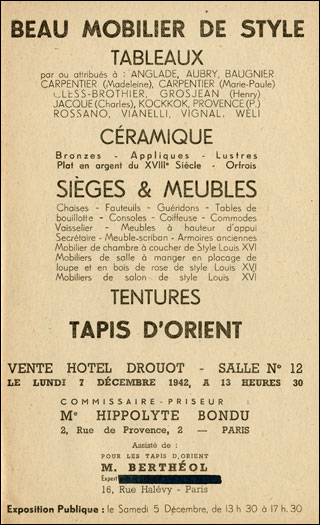 BEAU MOBILIER DE STYLE
TABLEAUX
par ou attribués à : ANGLADE, AUBRY, BAUGNIER
CARPENTIER (Madeleine), CARPENTIER (Marie-Paule)
CLESS-BROTHIER, GROSJEAN (Henry)
JACQUE (Charles), KOCKKOK, PROVENCE (P.)
ROSSANO, VIANELLI, VIGNAL, WÉLI
CÉRAMIQUE
Bronzes - Appliques - Lustres
Plat en argent du XVIIIe Siécle - Orfrois
SIÈGES & MEUBLES
Chaises - Fauteuils - Guéridons - Tables de
bouillotte - Consoles - Coiffeuse - Commodes
Vaisselier - Meubles à hauteur d'appui
Secrétaire - Meuble-scriban - Armoires anciennes
Mobilier de chambre à coucher de Style Louis XVI
Mobiliers de salle à manger en placage de
loupe et en bois de rose de style Louis XVI
Mobiliers de salon de style Louis XVI
TENTURES
TAPIS D'ORIENT
VENTE HOTEL DROUOT - SALLE No 12
LE LUNDI 7 DÉCEMBRE 1942, A 13 HEURES 30
COMMISSAIRE-PRISEUR :
Me HIPPOLYTE BONDU
2, Rue de Provence, 2 — PARIS
Assisté de :
POUR LES TAPIS D'ORIENT
M. BERTHÉOL
Expert
16, Rue Halévy - Paris
Exposition Publique : le Samedi 5 Décembre, de 13 h 30 à 17 h. 30